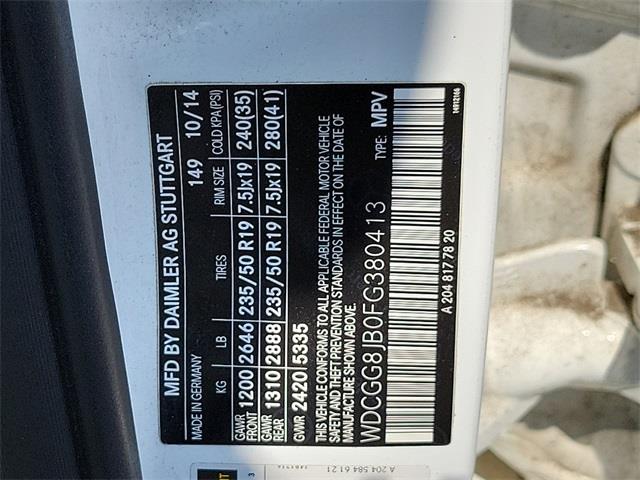 MFD BY DAIMLER AG STUTTGART
MADE IN GERMANY 149 10/14
KG LB TIRES RIM SIZE COLD KPA (PSI)
GAWR FRONT 1200 2646 235/50 R19 7.5Jx19 240(35)
GAWR REAR 1310 2888 235/50 R19 7.5Jx19 280(41)
GVWR 2420 5335
THIS VEHICLE CONFORMS TO ALL APPLICABLE FEDERAL MOTOR VEHICLE
SAFETY AND THEFT PREVENTION STANDARDS IN EFFECT ON THE DATE OF
MANUFACTURE SHOWN ABOVE.
TYPE: MPV
WDCGG8JB0FG380413
A 204 817 78 20
14912166
A 204 584 61 21